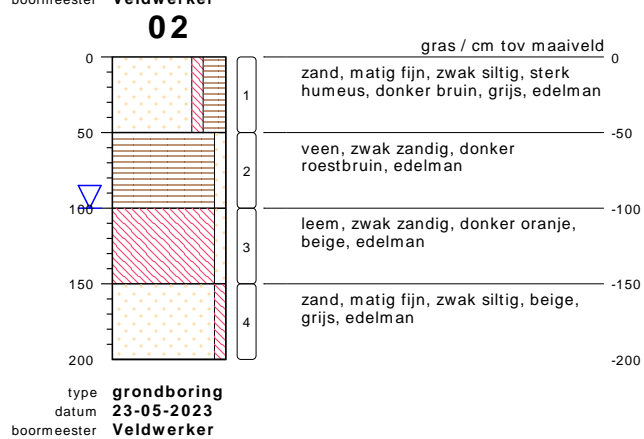 boormeester Veldwerker
02
gras / cm tov maaiveld
0 0
1
zand, matig fijn, zwak siltig, sterk
humeus, donker bruin, grijs, edelman
50 -50
2
veen, zwak zandig, donker
roestbruin, edelman
100 -100
3
leem, zwak zandig, donker oranje,
beige, edelman
150 -150
4
zand, matig fijn, zwak siltig, beige,
grijs, edelman
200 -200
type grondboring
datum 23-05-2023
boormeester Veldwerker